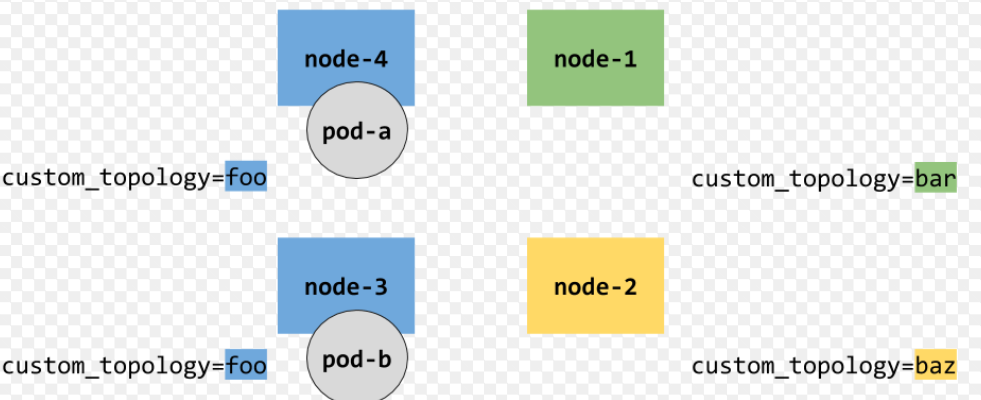 node-4
node-1
pod-a
custom_topology=foo
custom_topology=bar
node-3
node-2
pod-b
custom_topology=foo
custom_topology=baz